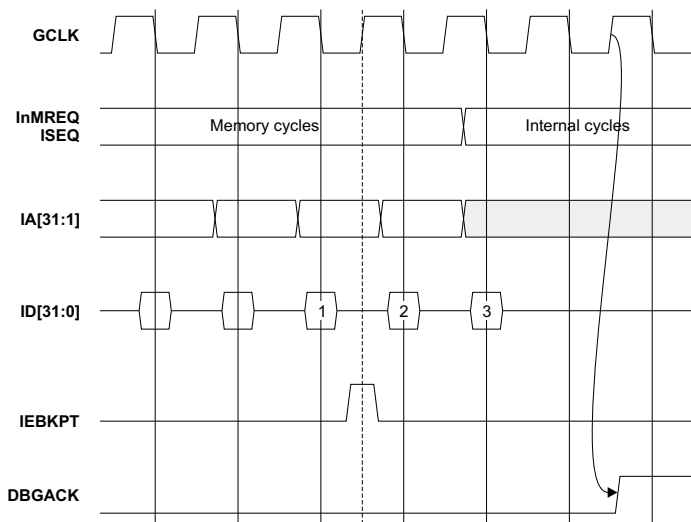 GCLK
InMREQ
ISEQ
Memory cycles
Internal cycles
IA[31:1]
ID[31:0]
1
2
3
IEBKPT
DBGACK